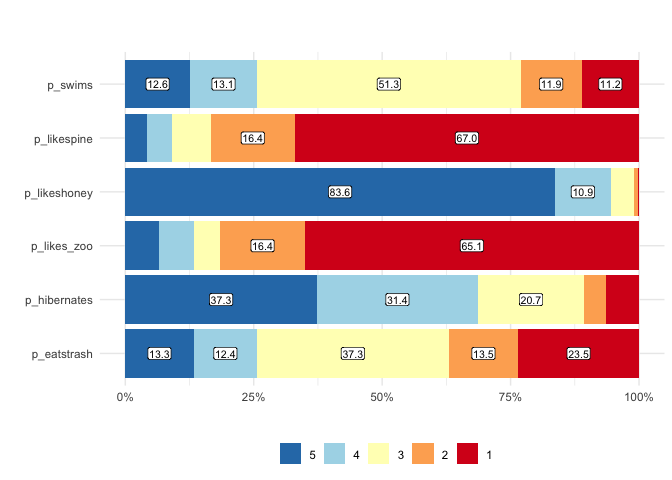 p_swims 12.6 13.1 51.3 11.9 11.2
p_likespine 16.4 67.0
p_likeshoney 83.6 10.9
p_likes_zoo 16.4 65.1
p_hibernates 37.3 31.4 20.7
p_eatstrash 13.3 12.4 37.3 13.5 23.5
0% 25% 50% 75% 100%
5 4 3 2 1